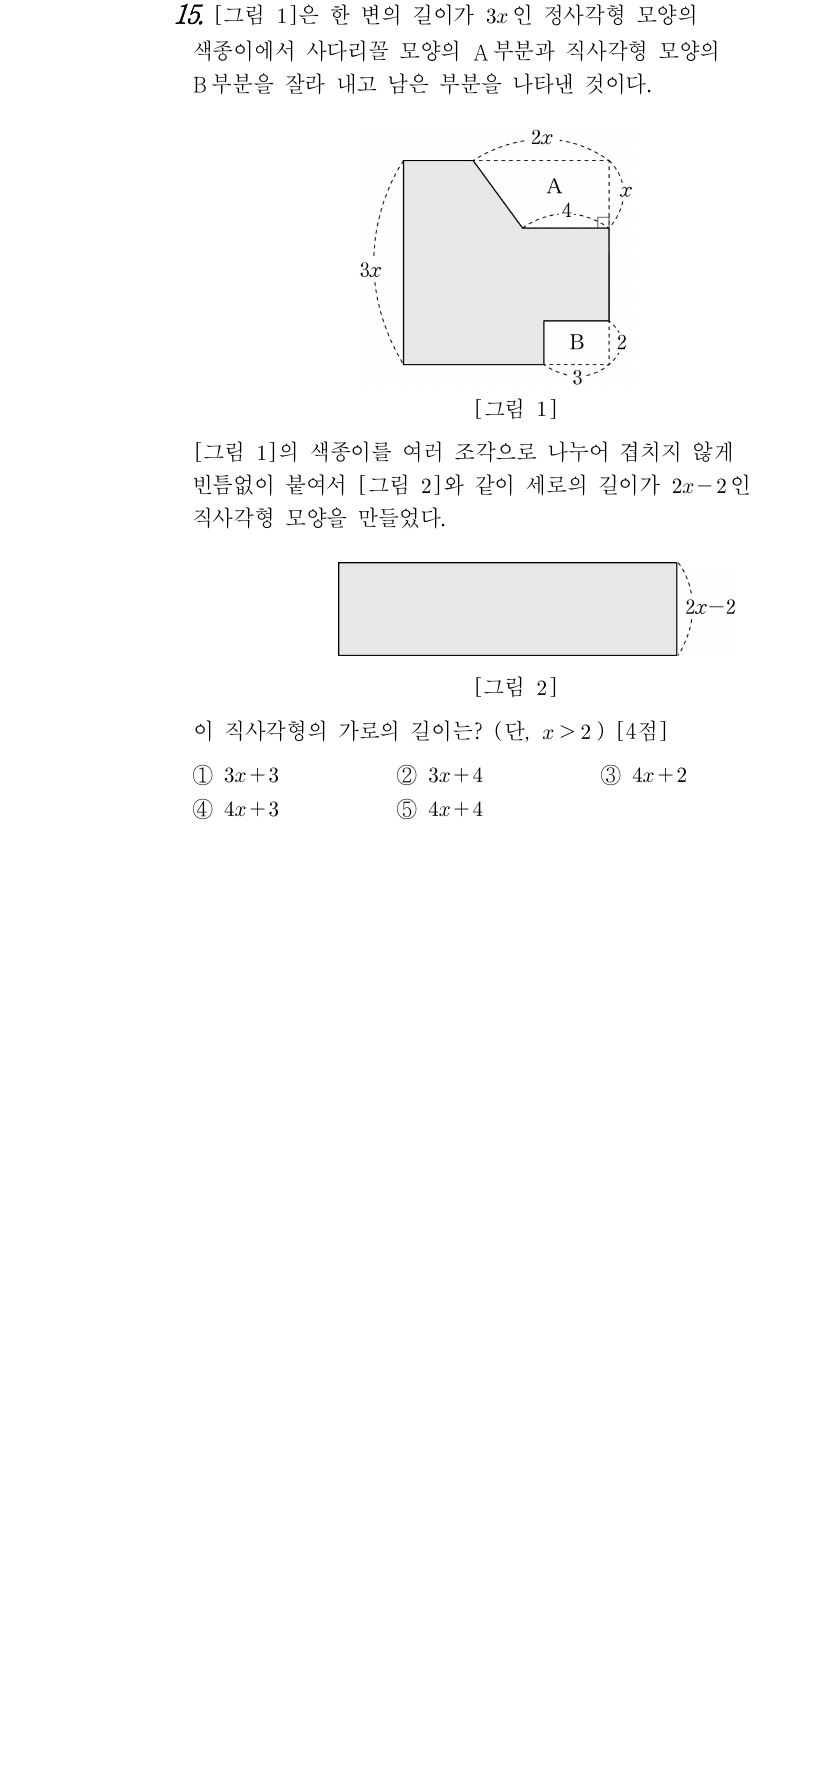 15. [그림 1]은 한 변의 길이가 3x인 정사각형 모양의
색종이에서 사다리꼴 모양의 A부분과 직사각형 모양의
B부분을 잘라 내고 남은 부분을 나타낸 것이다.
2x
A
x
4
3x
B
2
3
[그림 1]
[그림 1]의 색종이를 여러 조각으로 나누어 겹치지 않게
빈틈없이 붙여서 [그림 2]와 같이 세로의 길이가 2x-2인
직사각형 모양을 만들었다.
2x-2
[그림 2]
이 직사각형의 가로의 길이는? (단, x>2) [4점]
① 3x+3 ② 3x+4 ③ 4x+2
④ 4x+3 ⑤ 4x+4